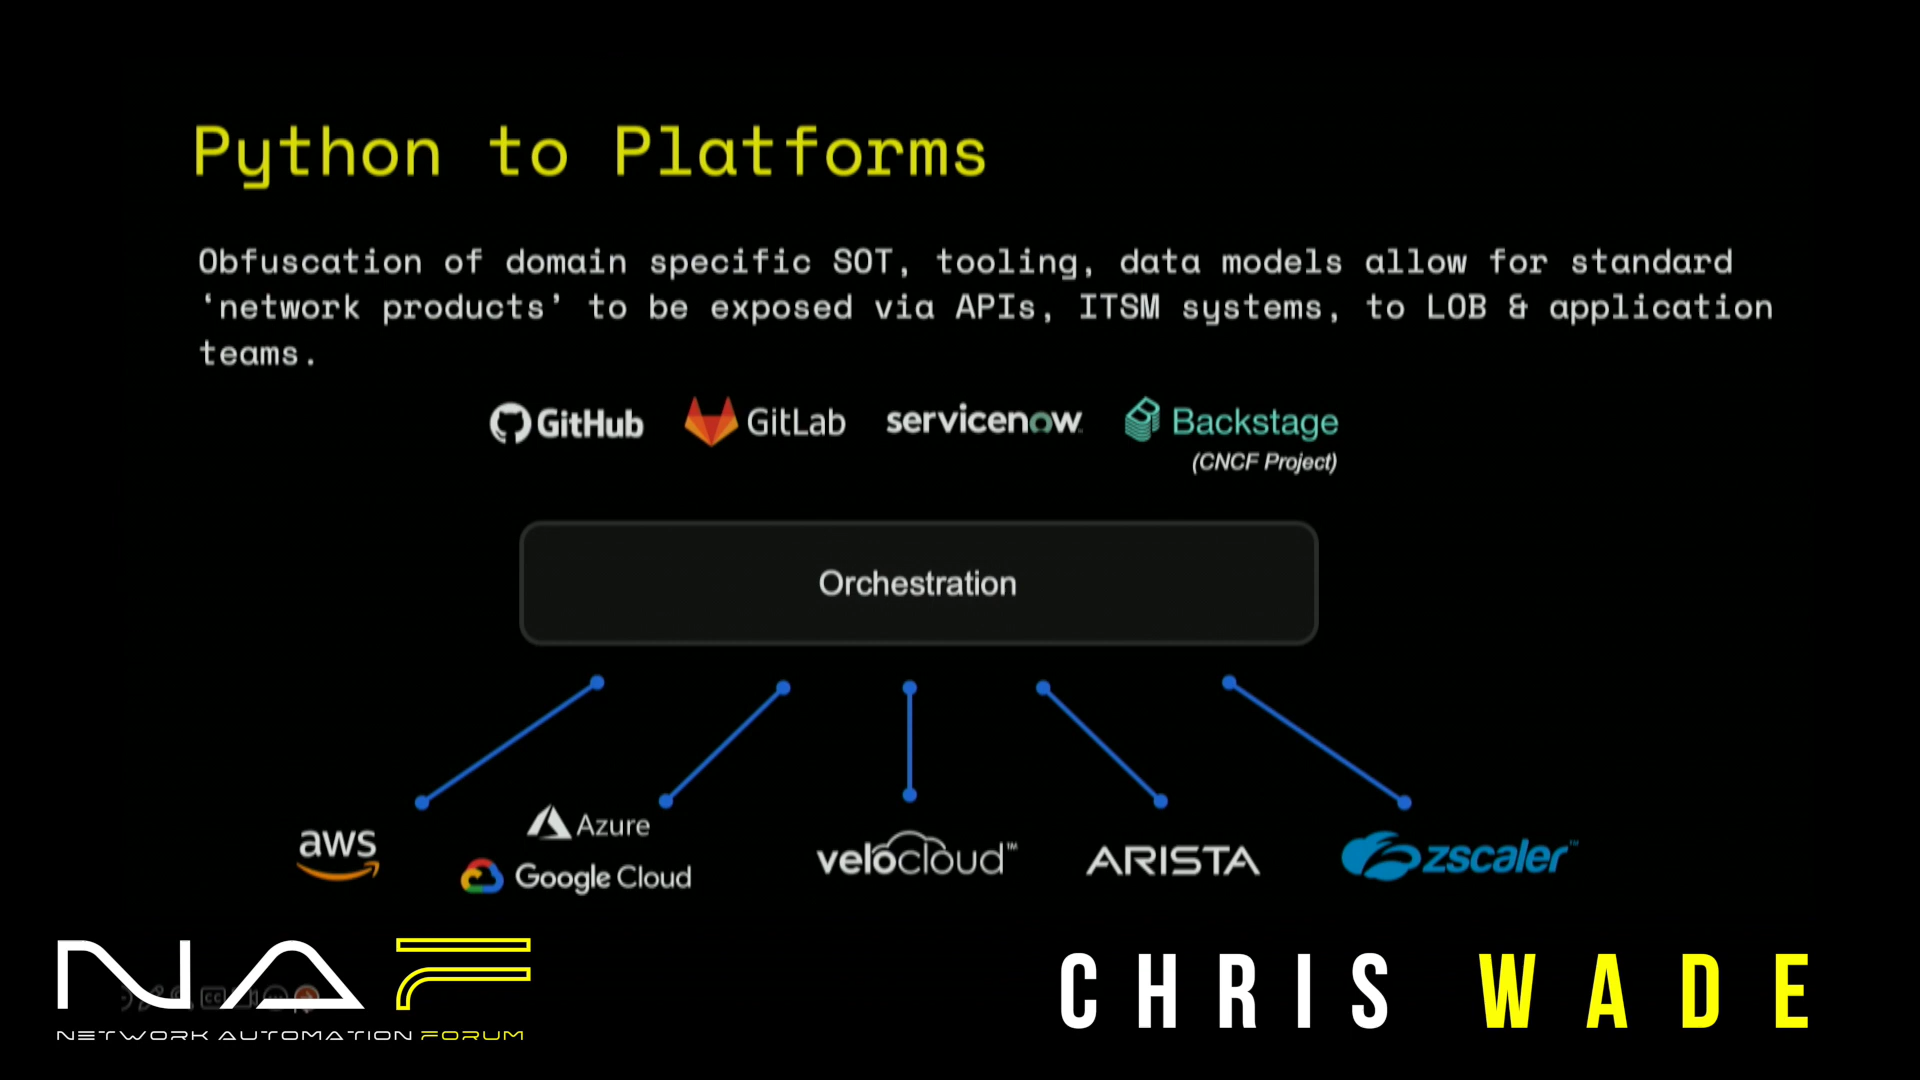 Python to Platforms
Obfuscation of domain specific SOT, tooling, data models allow for standard
‘network products’ to be exposed via APIs, ITSM systems, to LOB & application
teams.
GitHub GitLab servicenow Backstage
(CNCF Project)
Orchestration
aws Azure Google Cloud velocloud™ ARISTA zscaler™
NAF
NETWORK AUTOMATION FORUM
CHRIS WADE